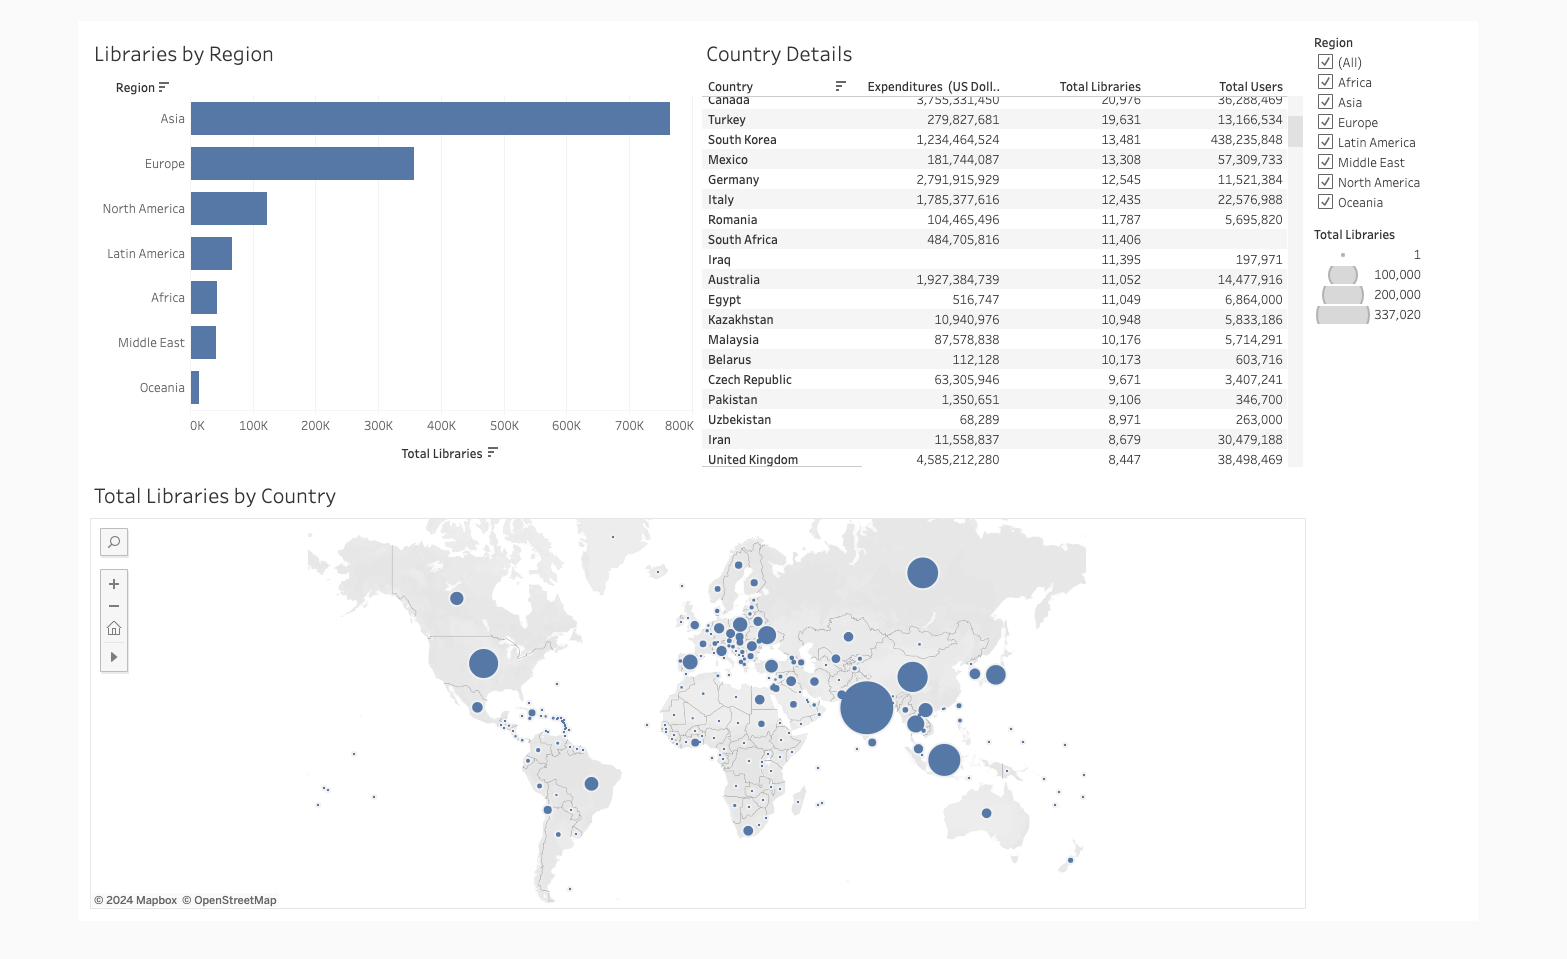 Libraries by Region
Region
Asia
Europe
North America
Latin America
Africa
Middle East
Oceania
0K 100K 200K 300K 400K 500K 600K 700K 800K
Total Libraries
Country Details
Country Expenditures (US Doll.. Total Libraries Total Users
Canada 3,755,331,450 20,976 36,288,469
Turkey 279,827,681 19,631 13,166,534
South Korea 1,234,464,524 13,481 438,235,848
Mexico 181,744,087 13,308 57,309,733
Germany 2,791,915,929 12,545 11,521,384
Italy 1,785,377,616 12,435 22,576,988
Romania 104,465,496 11,787 5,695,820
South Africa 484,705,816 11,406
Iraq 11,395 197,971
Australia 1,927,384,739 11,052 14,477,916
Egypt 516,747 11,049 6,864,000
Kazakhstan 10,940,976 10,948 5,833,186
Malaysia 87,578,838 10,176 5,714,291
Belarus 112,128 10,173 603,716
Czech Republic 63,305,946 9,671 3,407,241
Pakistan 1,350,651 9,106 346,700
Uzbekistan 68,289 8,971 263,000
Iran 11,558,837 8,679 30,479,188
United Kingdom 4,585,212,280 8,447 38,498,469
Region
(All)
Africa
Asia
Europe
Latin America
Middle East
North America
Oceania
Total Libraries
1
100,000
200,000
337,020
Total Libraries by Country
© 2024 Mapbox © OpenStreetMap